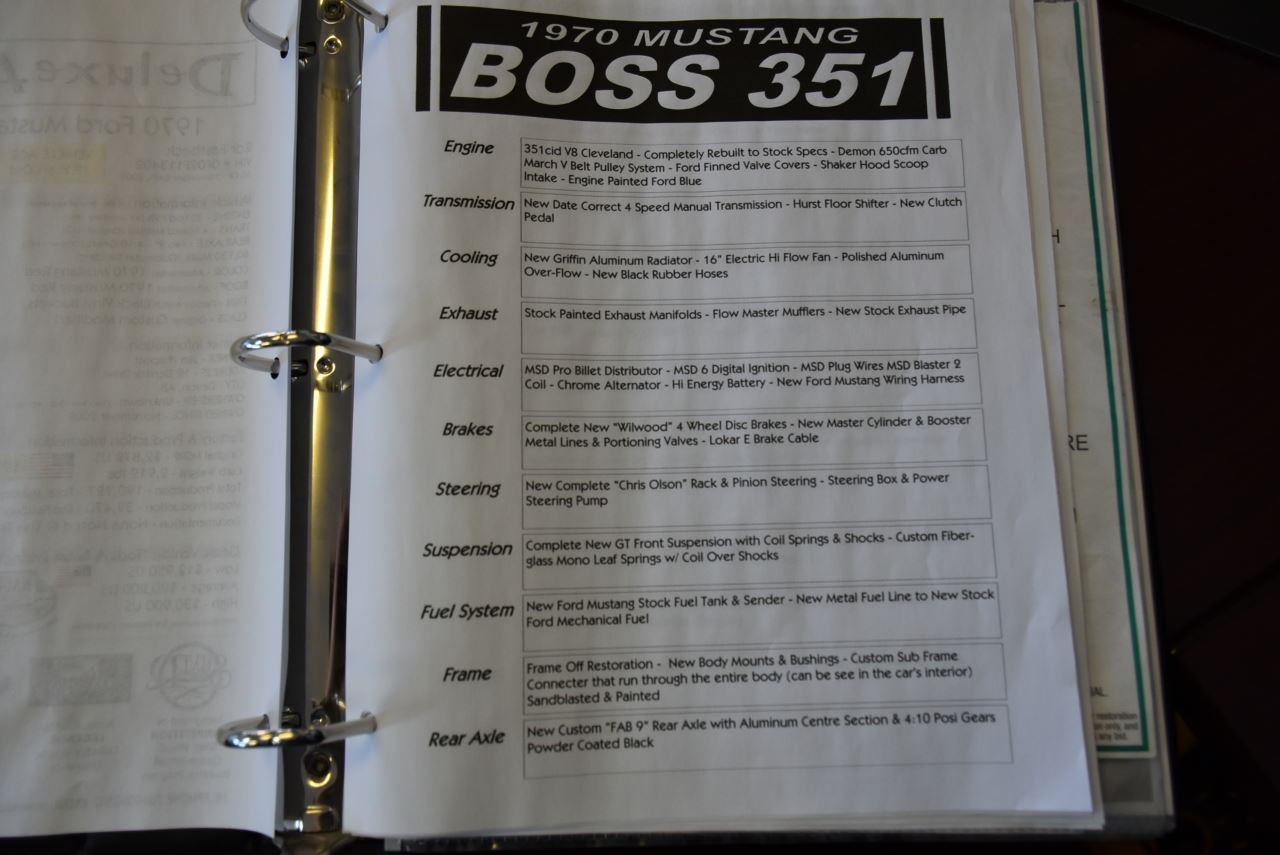 1970 MUSTANG
BOSS 351
Engine
351cid V8 Cleveland - Completely Rebuilt to Stock Specs - Demon 650cfm Carb
March V Belt Pulley System - Ford Finned Valve Covers - Shaker Hood Scoop
Intake - Engine Painted Ford Blue
Transmission
New Date Correct 4 Speed Manual Transmission - Hurst Floor Shifter - New Clutch
Pedal
Cooling
New Griffin Aluminum Radiator - 16" Electric Hi Flow Fan - Polished Aluminum
Over-Flow - New Black Rubber Hoses
Exhaust
Stock Painted Exhaust Manifolds - Flow Master Mufflers - New Stock Exhaust Pipe
Electrical
MSD Pro Billet Distributor - MSD 6 Digital Ignition - MSD Plug Wires MSD Blaster 2
Coil - Chrome Alternator - Hi Energy Battery - New Ford Mustang Wiring Harness
Brakes
Complete New "Wilwood" 4 Wheel Disc Brakes - New Master Cylinder & Booster
Metal Lines & Portioning Valves - Lokar E Brake Cable
Steering
New Complete "Chris Olson" Rack & Pinion Steering - Steering Box & Power
Steering Pump
Suspension
Complete New GT Front Suspension with Coil Springs & Shocks - Custom Fiber-
glass Mono Leaf Springs w/ Coil Over Shocks
Fuel System
New Ford Mustang Stock Fuel Tank & Sender - New Metal Fuel Line to New Stock
Ford Mechanical Fuel
Frame
Frame Off Restoration - New Body Mounts & Bushings - Custom Sub Frame
Connecter that run through the entire body (can be see in the car's interior)
Sandblasted & Painted
Rear Axle
New Custom "FAB 9" Rear Axle with Aluminum Centre Section & 4:10 Posi Gears
Powder Coated Black
restoration
on only, and
any bid.